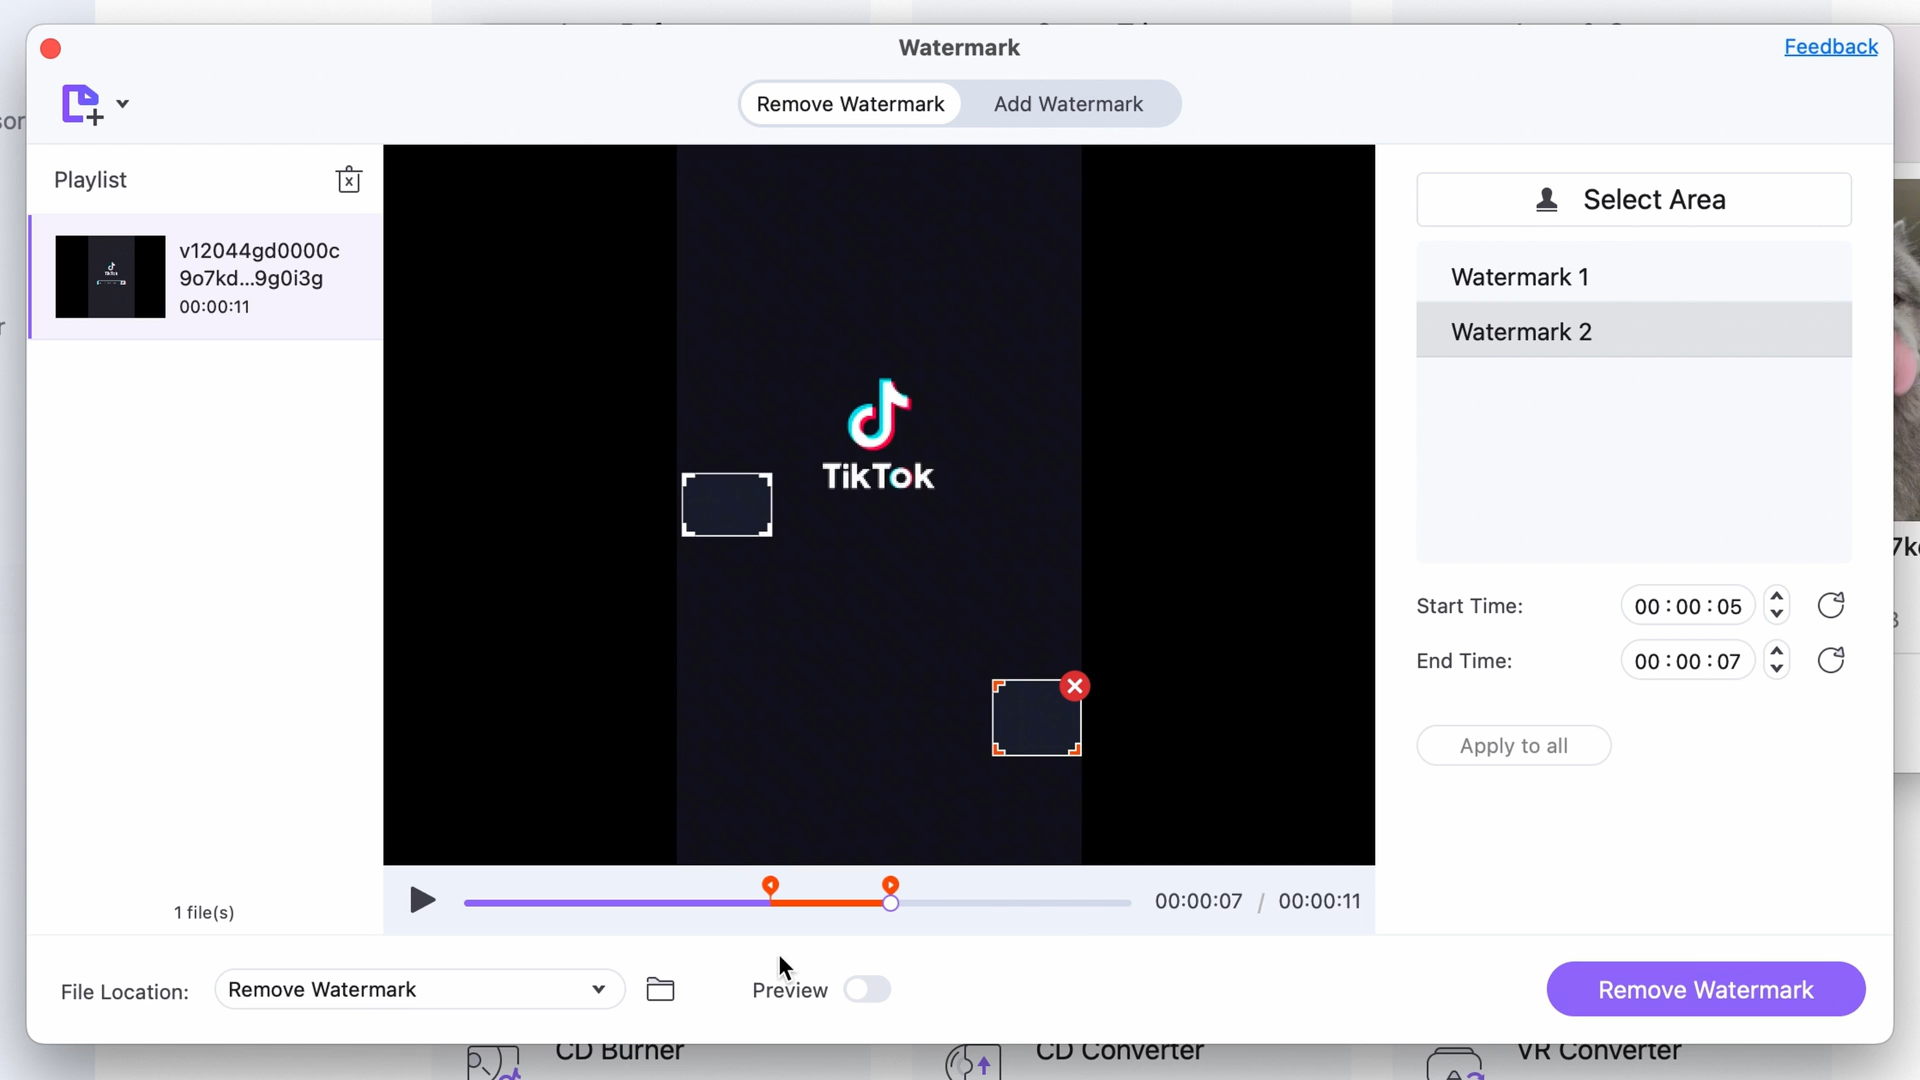 Watermark
Feedback
Remove Watermark
Add Watermark
Playlist
v12044gd0000c
9o7kd...9g0i3g
00:00:11
TikTok
Select Area
Watermark 1
Watermark 2
Start Time:
00:00:05
End Time:
00:00:07
Apply to all
1 file(s)
00:00:07 / 00:00:11
File Location:
Remove Watermark
Preview
Remove Watermark
CD Burner
CD Converter
VR Converter